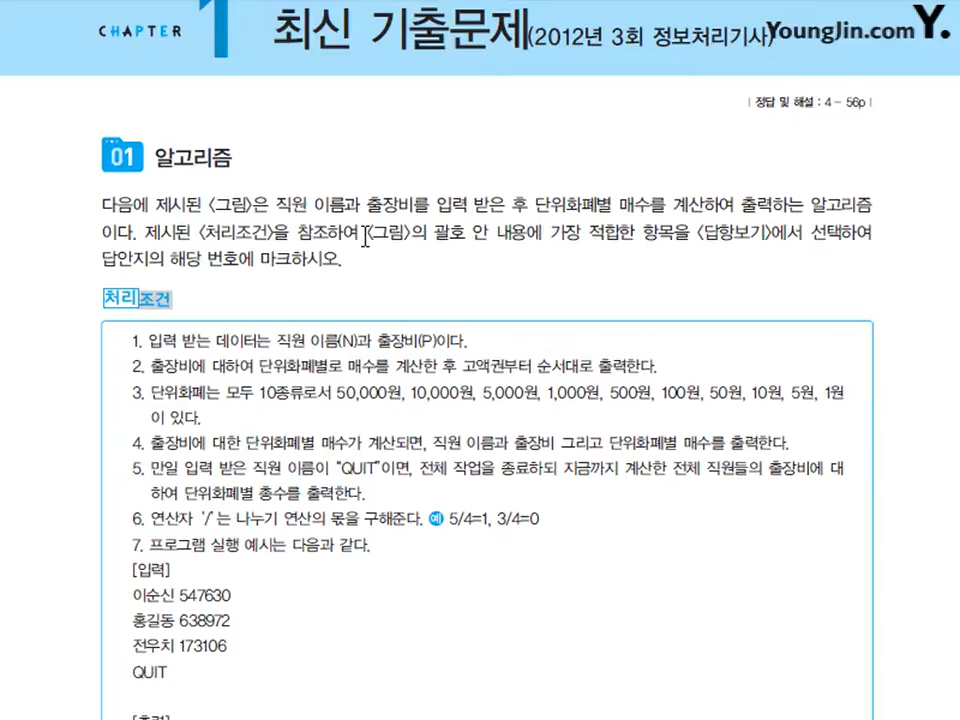 CHAPTER 1 최신 기출문제(2012년 3회 정보처리기사) YoungJin.com Y.
| 정답 및 해설 : 4 - 56p |
01 알고리즘
다음에 제시된 〈그림〉은 직원 이름과 출장비를 입력 받은 후 단위화폐별 매수를 계산하여 출력하는 알고리즘
이다. 제시된 〈처리조건〉을 참조하여 〈그림〉의 괄호 안 내용에 가장 적합한 항목을 〈답항보기〉에서 선택하여
답안지의 해당 번호에 마크하시오.
처리조건
1. 입력 받는 데이터는 직원 이름(N)과 출장비(P)이다.
2. 출장비에 대하여 단위화폐별로 매수를 계산한 후 고액권부터 순서대로 출력한다.
3. 단위화폐는 모두 10종류로서 50,000원, 10,000원, 5,000원, 1,000원, 500원, 100원, 50원, 10원, 5원, 1원
이 있다.
4. 출장비에 대한 단위화폐별 매수가 계산되면, 직원 이름과 출장비 그리고 단위화폐별 매수를 출력한다.
5. 만일 입력 받은 직원 이름이 “QUIT”이면, 전체 작업을 종료하되 지금까지 계산한 전체 직원들의 출장비에 대
하여 단위화폐별 총수를 출력한다.
6. 연산자 ‘/’는 나누기 연산의 몫을 구해준다. 예 5/4=1, 3/4=0
7. 프로그램 실행 예시는 다음과 같다.
[입력]
이순신 547630
홍길동 638972
전우치 173106
QUIT
[출력]